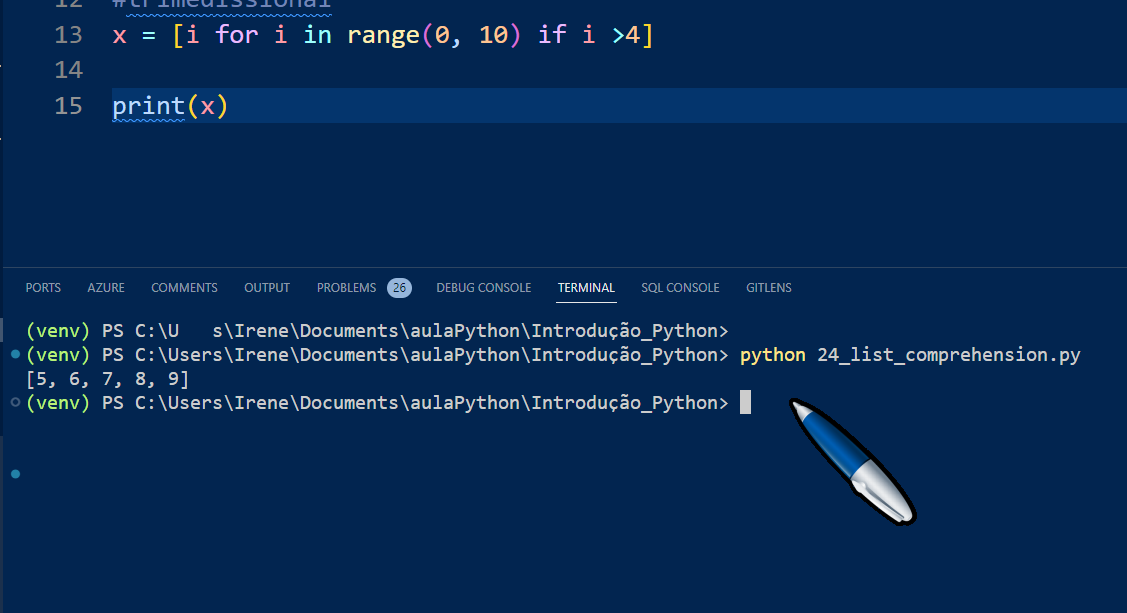 12 #trimedissional
13 x = [i for i in range(0, 10) if i >4]
14
15 print(x)
PORTS AZURE COMMENTS OUTPUT PROBLEMS 26 DEBUG CONSOLE TERMINAL SQL CONSOLE GITLENS
(venv) PS C:\U s\Irene\Documents\aulaPython\Introdução_Python>
(venv) PS C:\Users\Irene\Documents\aulaPython\Introdução_Python> python 24_list_comprehension.py
[5, 6, 7, 8, 9]
(venv) PS C:\Users\Irene\Documents\aulaPython\Introdução_Python>